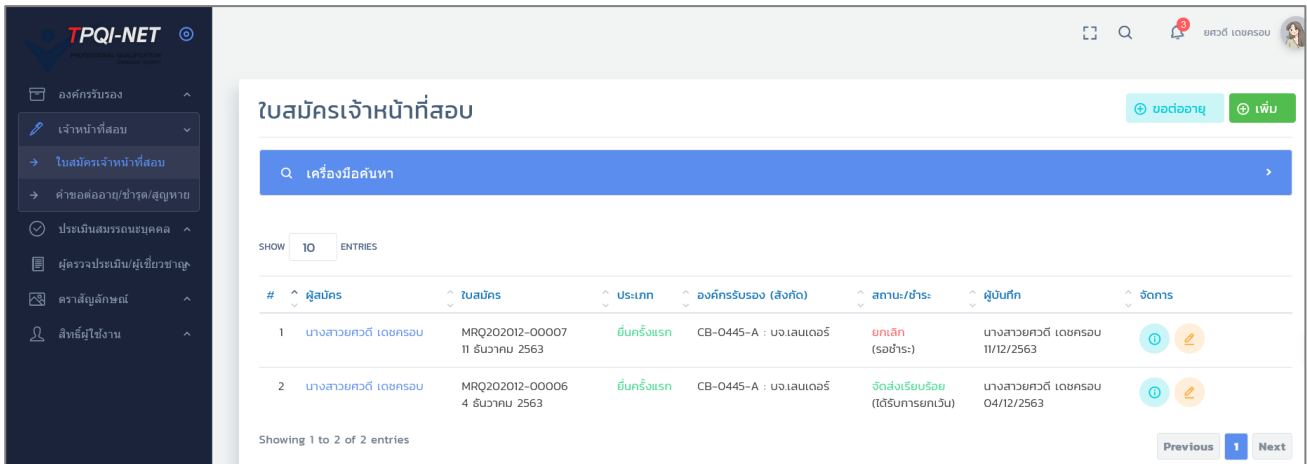 TPQI-NET
3
ยศวดี เดชครอบ
องค์กรรับรอง
เจ้าหน้าที่สอบ
ใบสมัครเจ้าหน้าที่สอบ
คำขอต่ออายุ/ชำรุด/สูญหาย
ประเมินสมรรถนะบุคคล
ผู้ตรวจประเมิน/ผู้เชี่ยวชาญ
ตราสัญลักษณ์
สิทธิ์ผู้ใช้งาน
ใบสมัครเจ้าหน้าที่สอบ
ขอต่ออายุ เพิ่ม
เครื่องมือค้นหา
SHOW 10 ENTRIES
# ผู้สมัคร ใบสมัคร ประเภท องค์กรรับรอง (สังกัด) สถานะ/ชำระ ผู้บันทึก จัดการ
1 นางสาวยศวดี เดชครอบ MRQ202012-00007 ยื่นครั้งแรก CB-0445-A : บจ.เลนเดอร์ ยกเลิก นางสาวยศวดี เดชครอบ
11 ธันวาคม 2563 (รอชำระ) 11/12/2563
2 นางสาวยศวดี เดชครอบ MRQ202012-00006 ยื่นครั้งแรก CB-0445-A : บจ.เลนเดอร์ จัดส่งเรียบร้อย นางสาวยศวดี เดชครอบ
4 ธันวาคม 2563 (ได้รับการยกเว้น) 04/12/2563
Showing 1 to 2 of 2 entries
Previous 1 Next